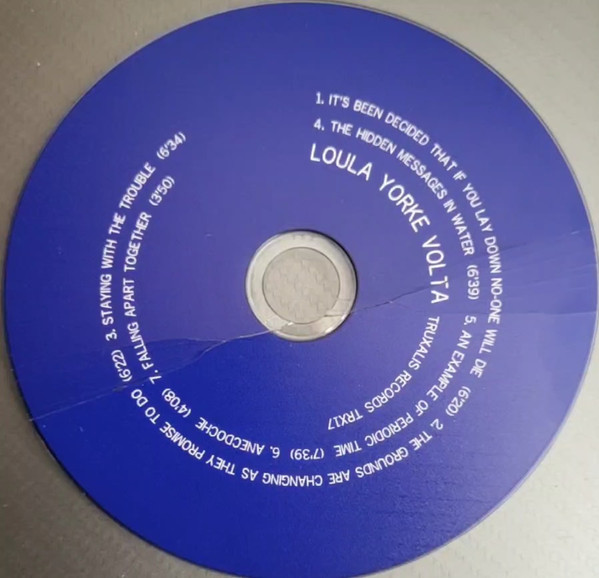 1. IT'S BEEN DECIDED THAT IF YOU LAY DOWN NO-ONE WILL DIE (6'20) 2. THE GROUNDS ARE CHANGING AS THEY PROMISE TO DO (6'22) 3. STAYING WITH THE TROUBLE (6'34)
4. THE HIDDEN MESSAGES IN WATER (6'39) 5. AN EXAMPLE OF PERIODIC TIME (7'39) 6. ANECDOCHE (4'08) 7. FALLING APART TOGETHER (3'50)
LOULA YORKE VOLTA TRUXALIS RECORDS TRX17